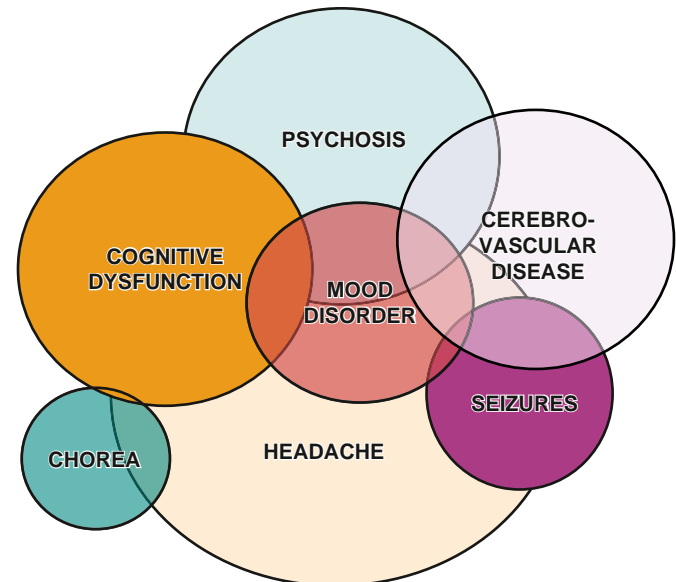 PSYCHOSIS
CEREBRO-
VASCULAR
DISEASE
COGNITIVE
DYSFUNCTION
MOOD
DISORDER
SEIZURES
HEADACHE
CHOREA